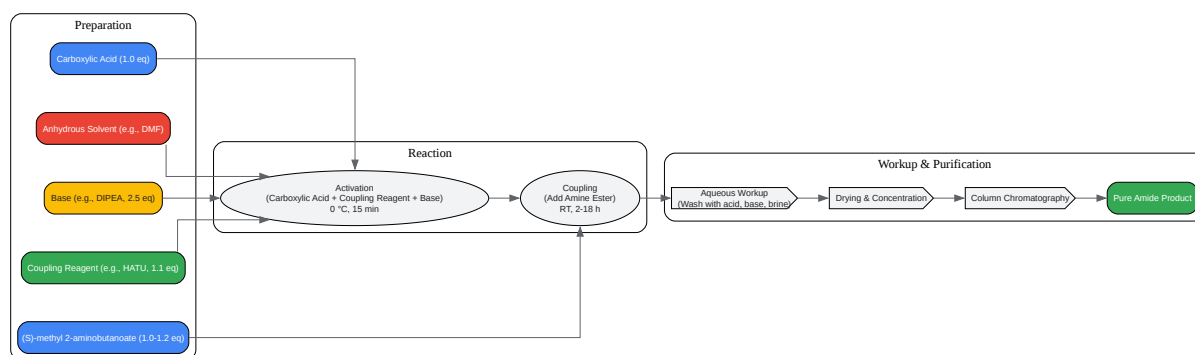 Preparation
Carboxylic Acid (1.0 eq)
Anhydrous Solvent (e.g., DMF)
Base (e.g., DIPEA, 2.5 eq)
Coupling Reagent (e.g., HATU, 1.1 eq)
(S)-methyl 2-aminobutanoate (1.0-1.2 eq)
Reaction
Activation
(Carboxylic Acid + Coupling Reagent + Base)
0 °C, 15 min
Coupling
(Add Amine Ester)
RT, 2-18 h
Workup & Purification
Aqueous Workup
(Wash with acid, base, brine)
Drying & Concentration
Column Chromatography
Pure Amide Product